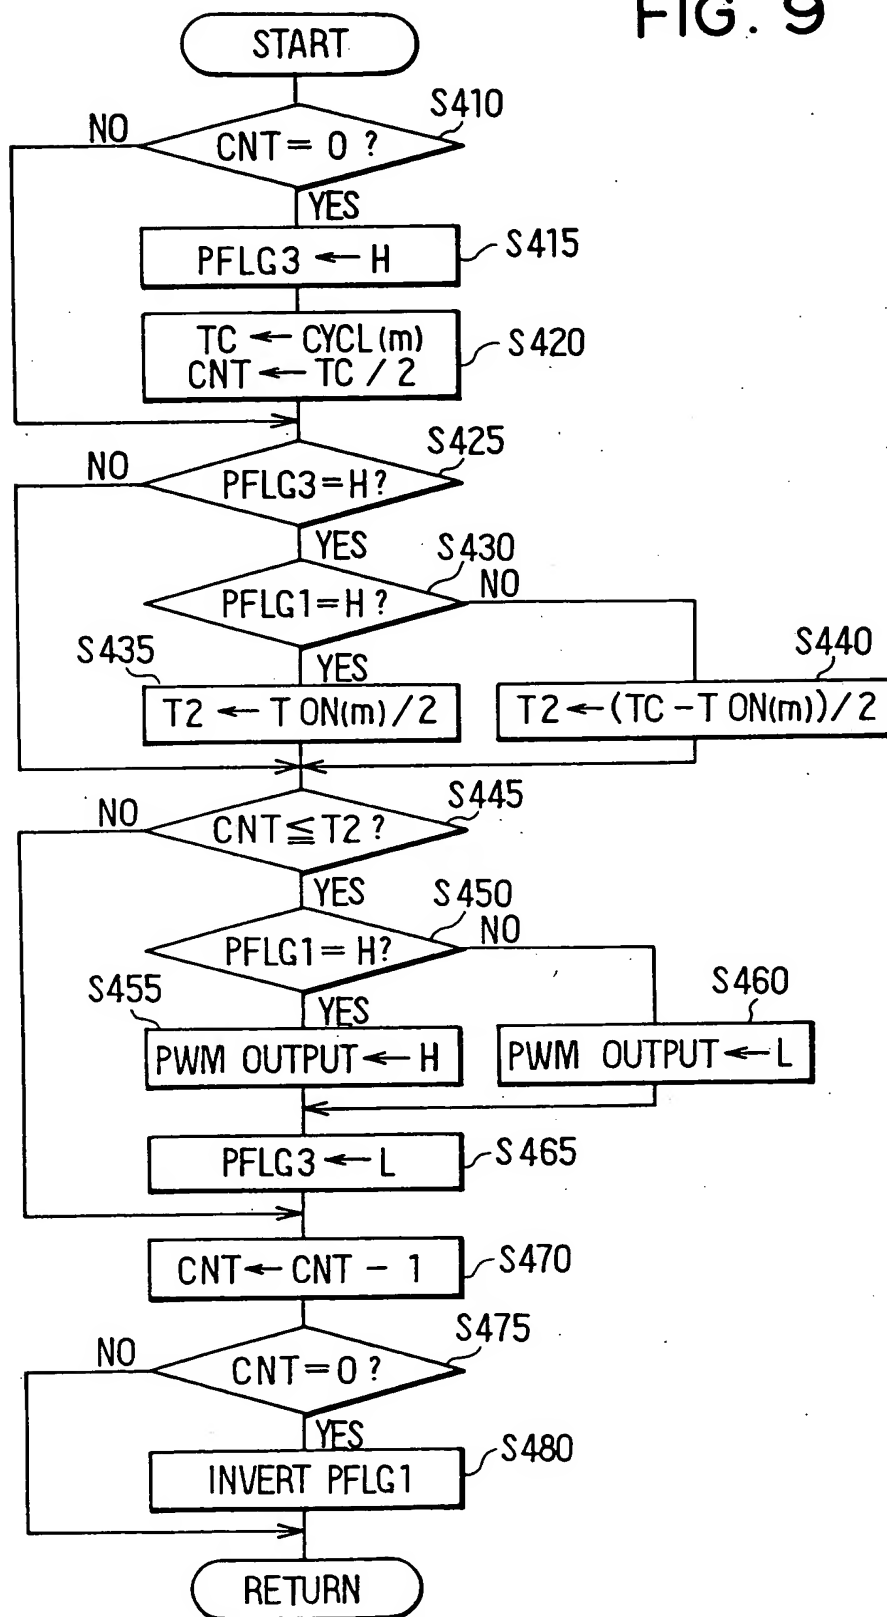 FIG. 9
START
S410
NO
CNT = 0 ?
YES
PFLG3 ← H
S415
TC ← CYCL(m)
CNT ← TC / 2
S420
S425
NO
PFLG3=H?
YES
S430
PFLG1=H?
NO
S435
YES
S440
T2 ← T ON(m)/2
T2←(TC-T ON(m))/2
S445
NO
CNT≦T2?
YES
S450
PFLG1=H?
NO
S455
YES
S460
PWM OUTPUT←H
PWM OUTPUT←L
PFLG3←L
S465
CNT←CNT - 1
S470
S475
NO
CNT=0?
YES
S480
INVERT PFLG1
RETURN